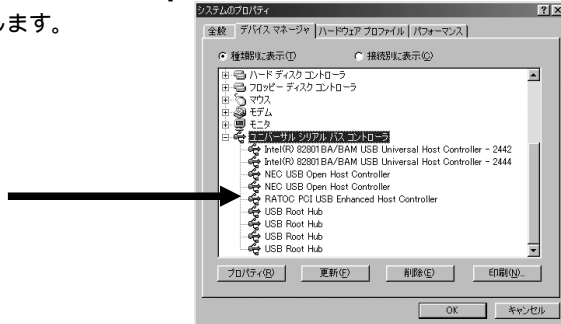 します。
システムのプロパティ
全般 デバイス マネージャ ハードウェア プロファイル パフォーマンス
種類別に表示(T) 接続別に表示(C)
ハード ディスク コントローラ
フロッピー ディスク コントローラ
マウス
モデム
モニタ
ユニバーサル シリアル バス コントローラ
Intel(R) 82801BA/BAM USB Universal Host Controller - 2442
Intel(R) 82801BA/BAM USB Universal Host Controller - 2444
NEC USB Open Host Controller
NEC USB Open Host Controller
RATOC PCI USB Enhanced Host Controller
USB Root Hub
USB Root Hub
USB Root Hub
USB Root Hub
プロパティ(R) 更新(F) 削除(E) 印刷(N)...
OK キャンセル